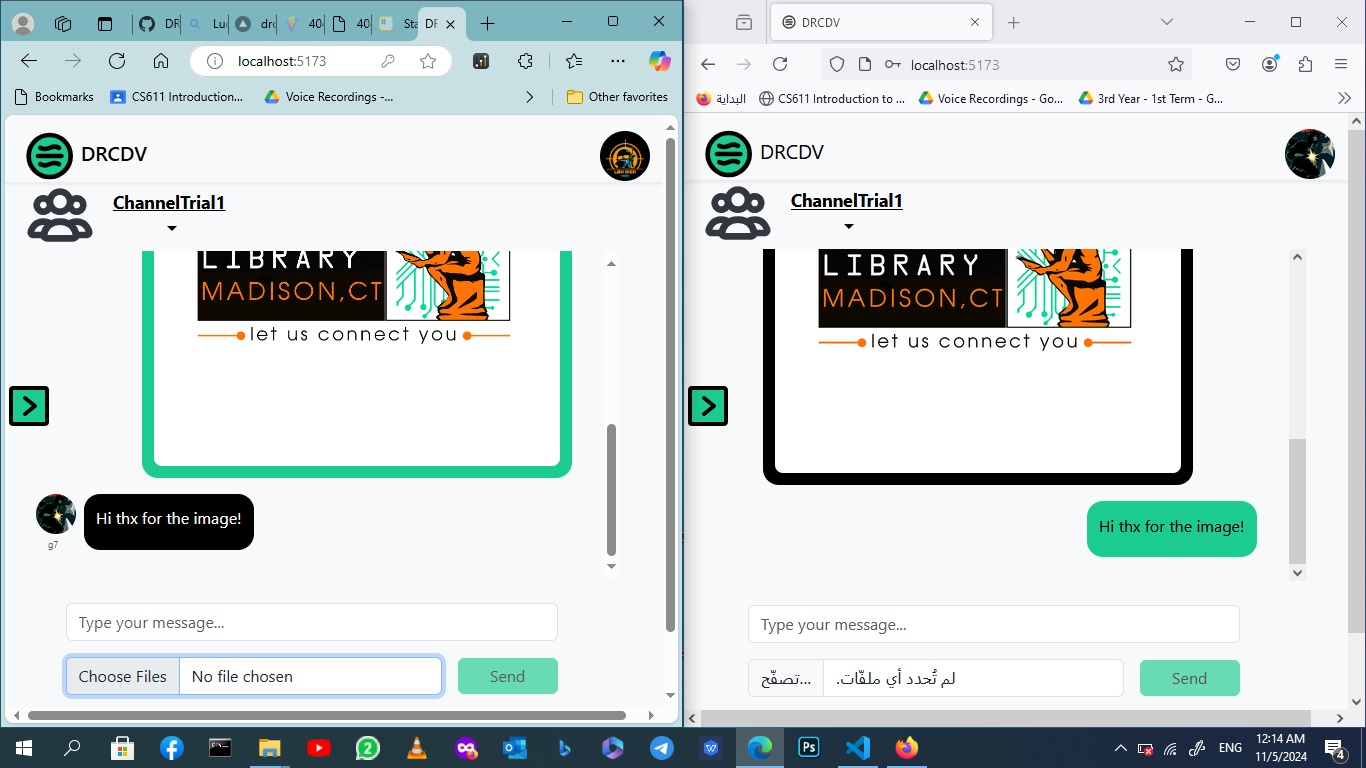 DR
Lu
drc
40
40
Sta
DF
localhost:5173
Bookmarks
CS611 Introduction...
Voice Recordings -...
Other favorites
DRCDV
ChannelTrial1
LIBRARY
MADISON,CT
let us connect you
Hi thx for the image!
g7
Type your message...
Choose Files
No file chosen
Send
DRCDV
localhost:5173
البداية
CS611 Introduction to ...
Voice Recordings - Go...
3rd Year - 1st Term - G...
DRCDV
ChannelTrial1
LIBRARY
MADISON,CT
let us connect you
Hi thx for the image!
Type your message...
تصفّح...
لم تُحدد أي ملفّات.
Send
2
Ps
ENG
12:14 AM
11/5/2024
4